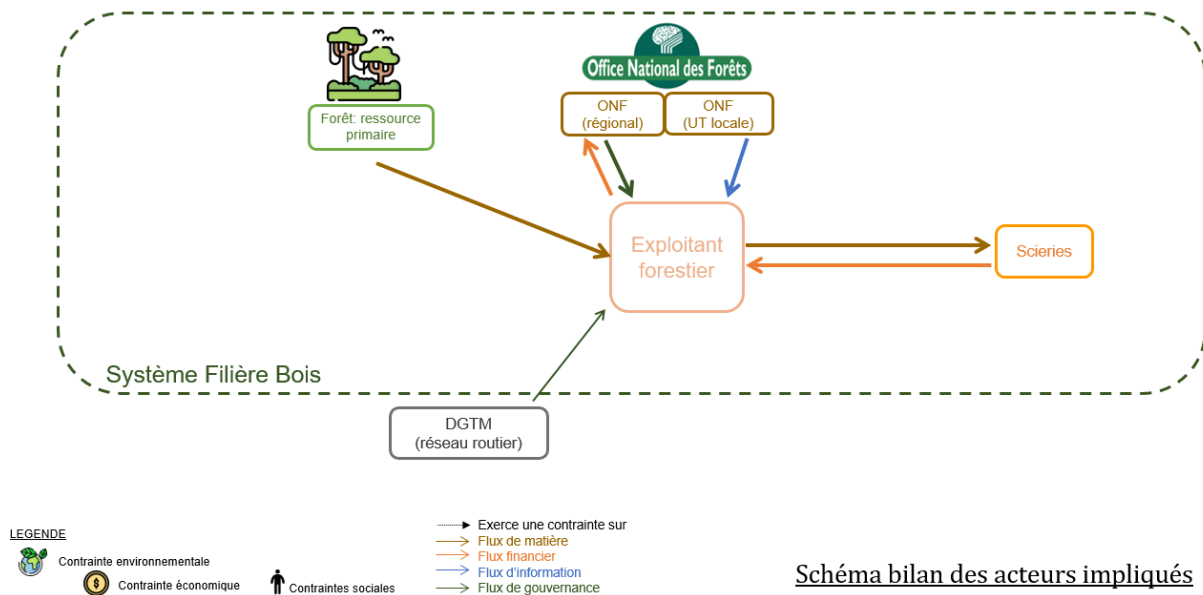 Office National des Forêts
Forêt: ressource
primaire
ONF
(régional)
ONF
(UT locale)
Exploitant
forestier
Scieries
Système Filière Bois
DGTM
(réseau routier)
LEGENDE
Contrainte environnementale
$
Contrainte économique
Contraintes sociales
Exerce une contrainte sur
Flux de matière
Flux financier
Flux d'information
Flux de gouvernance
Schéma bilan des acteurs impliqués